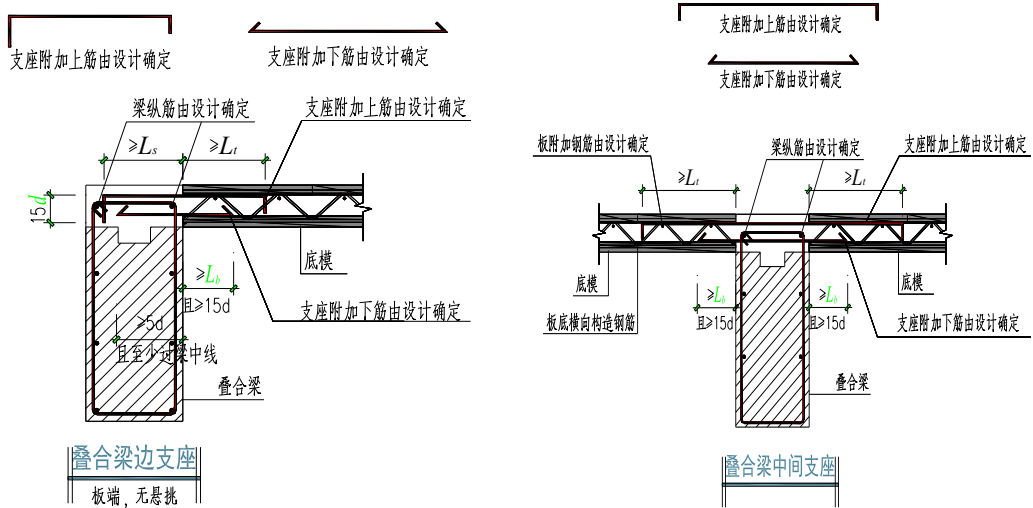 支座附加上筋由设计确定
支座附加下筋由设计确定
梁纵筋由设计确定
支座附加上筋由设计确定
≥Ls
≥Lt
15d
底模
≥Lb
且≥15d
支座附加下筋由设计确定
≥5d
且至少过梁中线
叠合梁
叠合梁边支座
板端，无悬挑
支座附加上筋由设计确定
支座附加下筋由设计确定
板附加钢筋由设计确定
梁纵筋由设计确定
支座附加上筋由设计确定
≥Lt
≥Lt
底模
≥Lb
且≥15d
≥Lb
且≥15d
底模
板底横向构造钢筋
支座附加下筋由设计确定
叠合梁
叠合梁中间支座